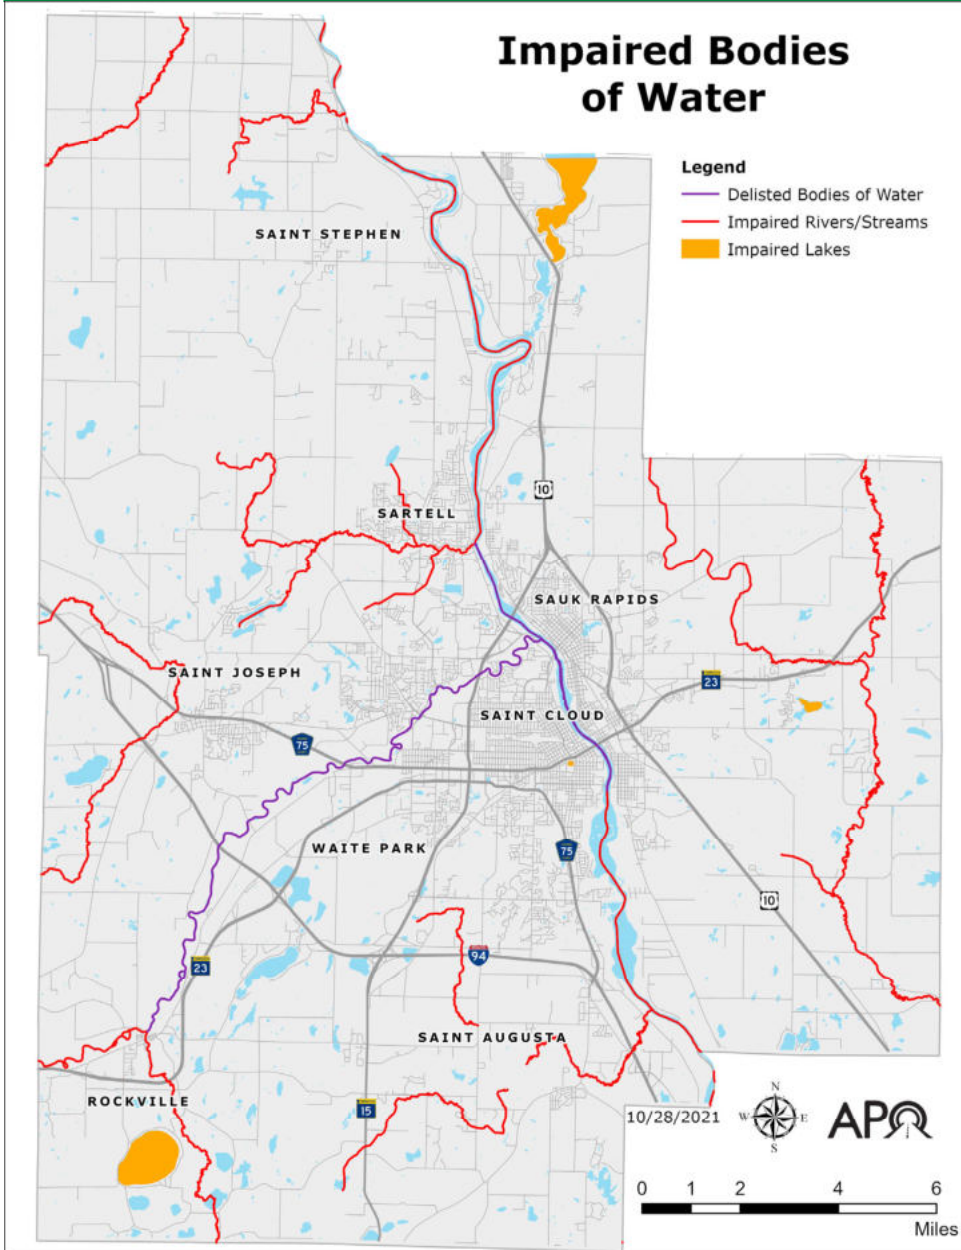 Impaired Bodies
of Water
Legend
Delisted Bodies of Water
Impaired Rivers/Streams
Impaired Lakes
SAINT STEPHEN
10
SARTELL
SAUK RAPIDS
SAINT JOSEPH
23
SAINT CLOUD
75
WAITE PARK
75
10
94
23
SAINT AUGUSTA
ROCKVILLE
15
10/28/2021
N
W E
S
APO
0 1 2 4 6
Miles